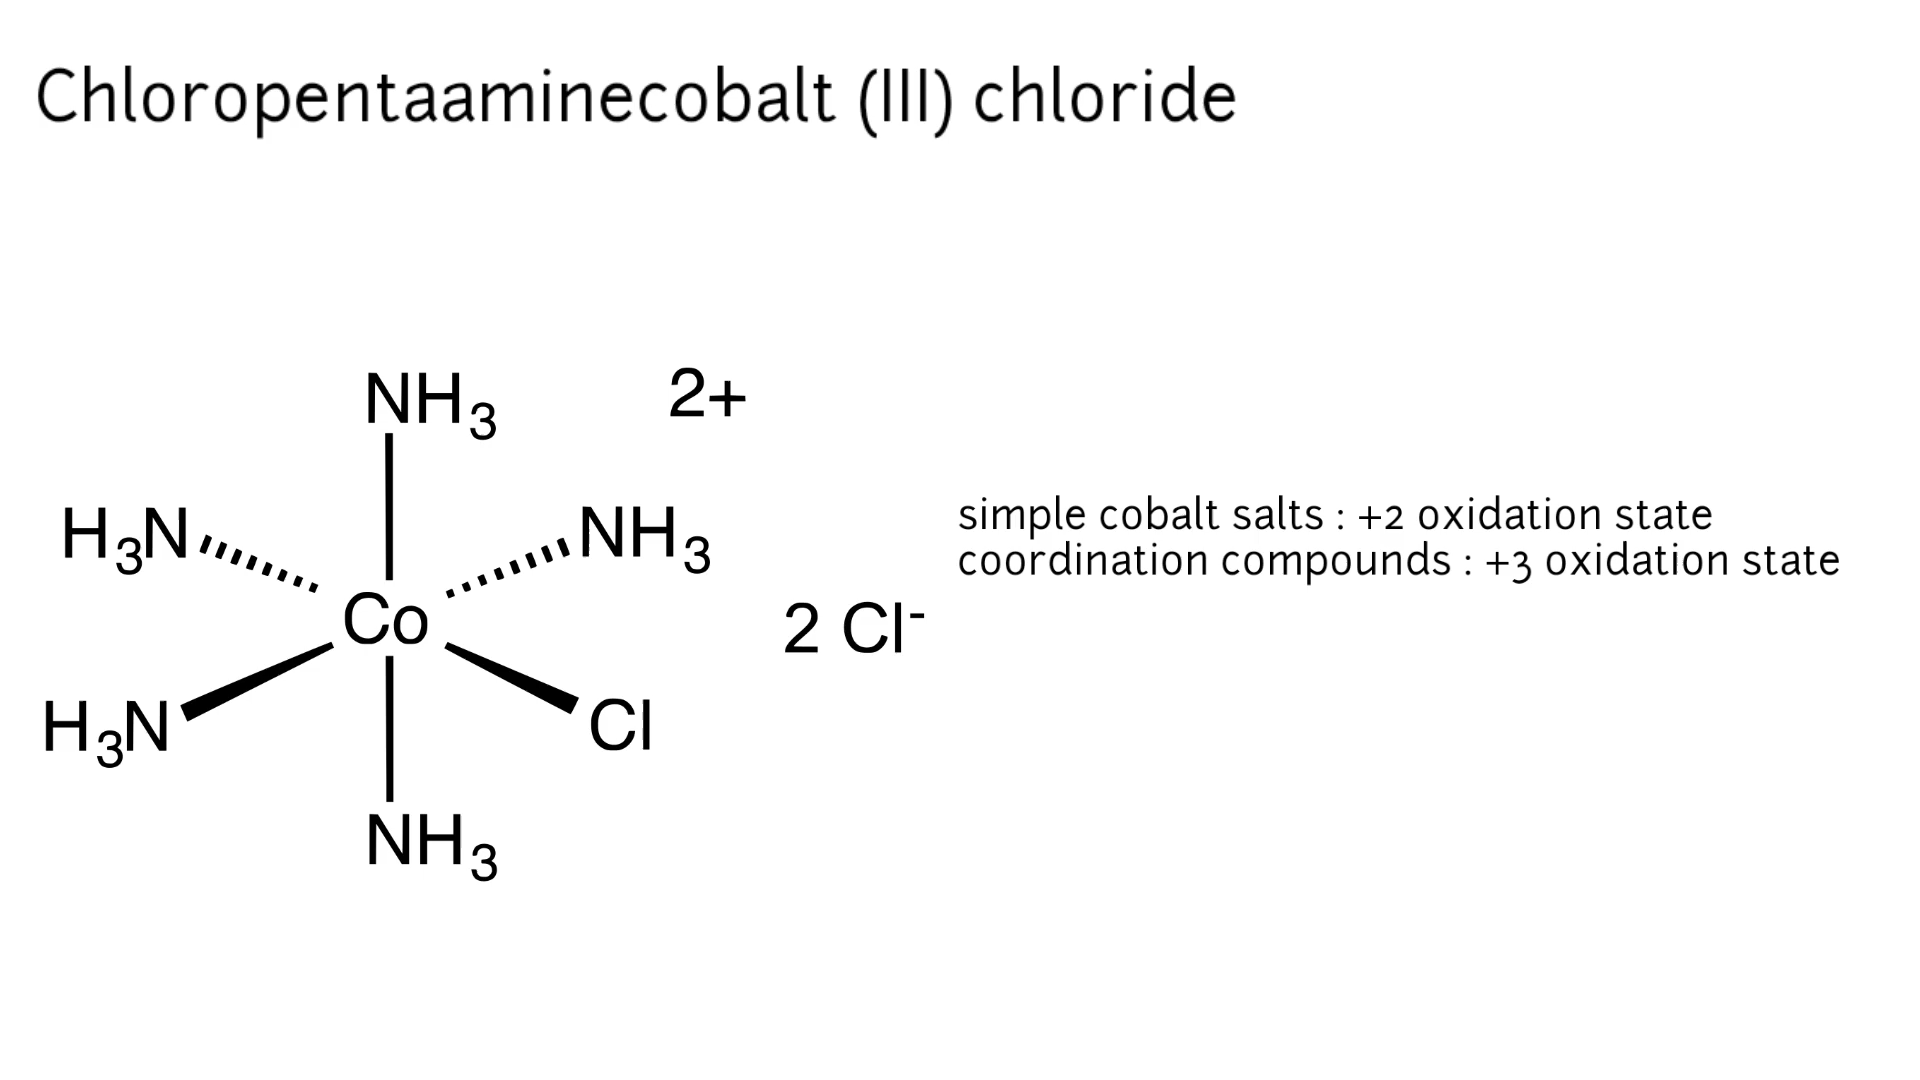 Chloropentaaminecobalt (III) chloride
NH3 2+
H3N NH3
simple cobalt salts : +2 oxidation state
coordination compounds : +3 oxidation state
Co 2 Cl-
H3N Cl
NH3